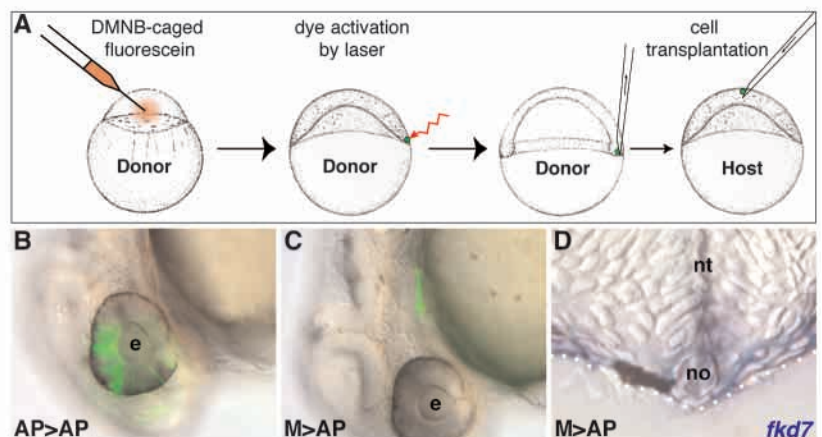 A
DMNB-caged
fluorescein
dye activation
by laser
cell
transplantation
Donor
Donor
Donor
Host
B
e
AP>AP
C
e
M>AP
D
nt
no
M>AP
fkd7